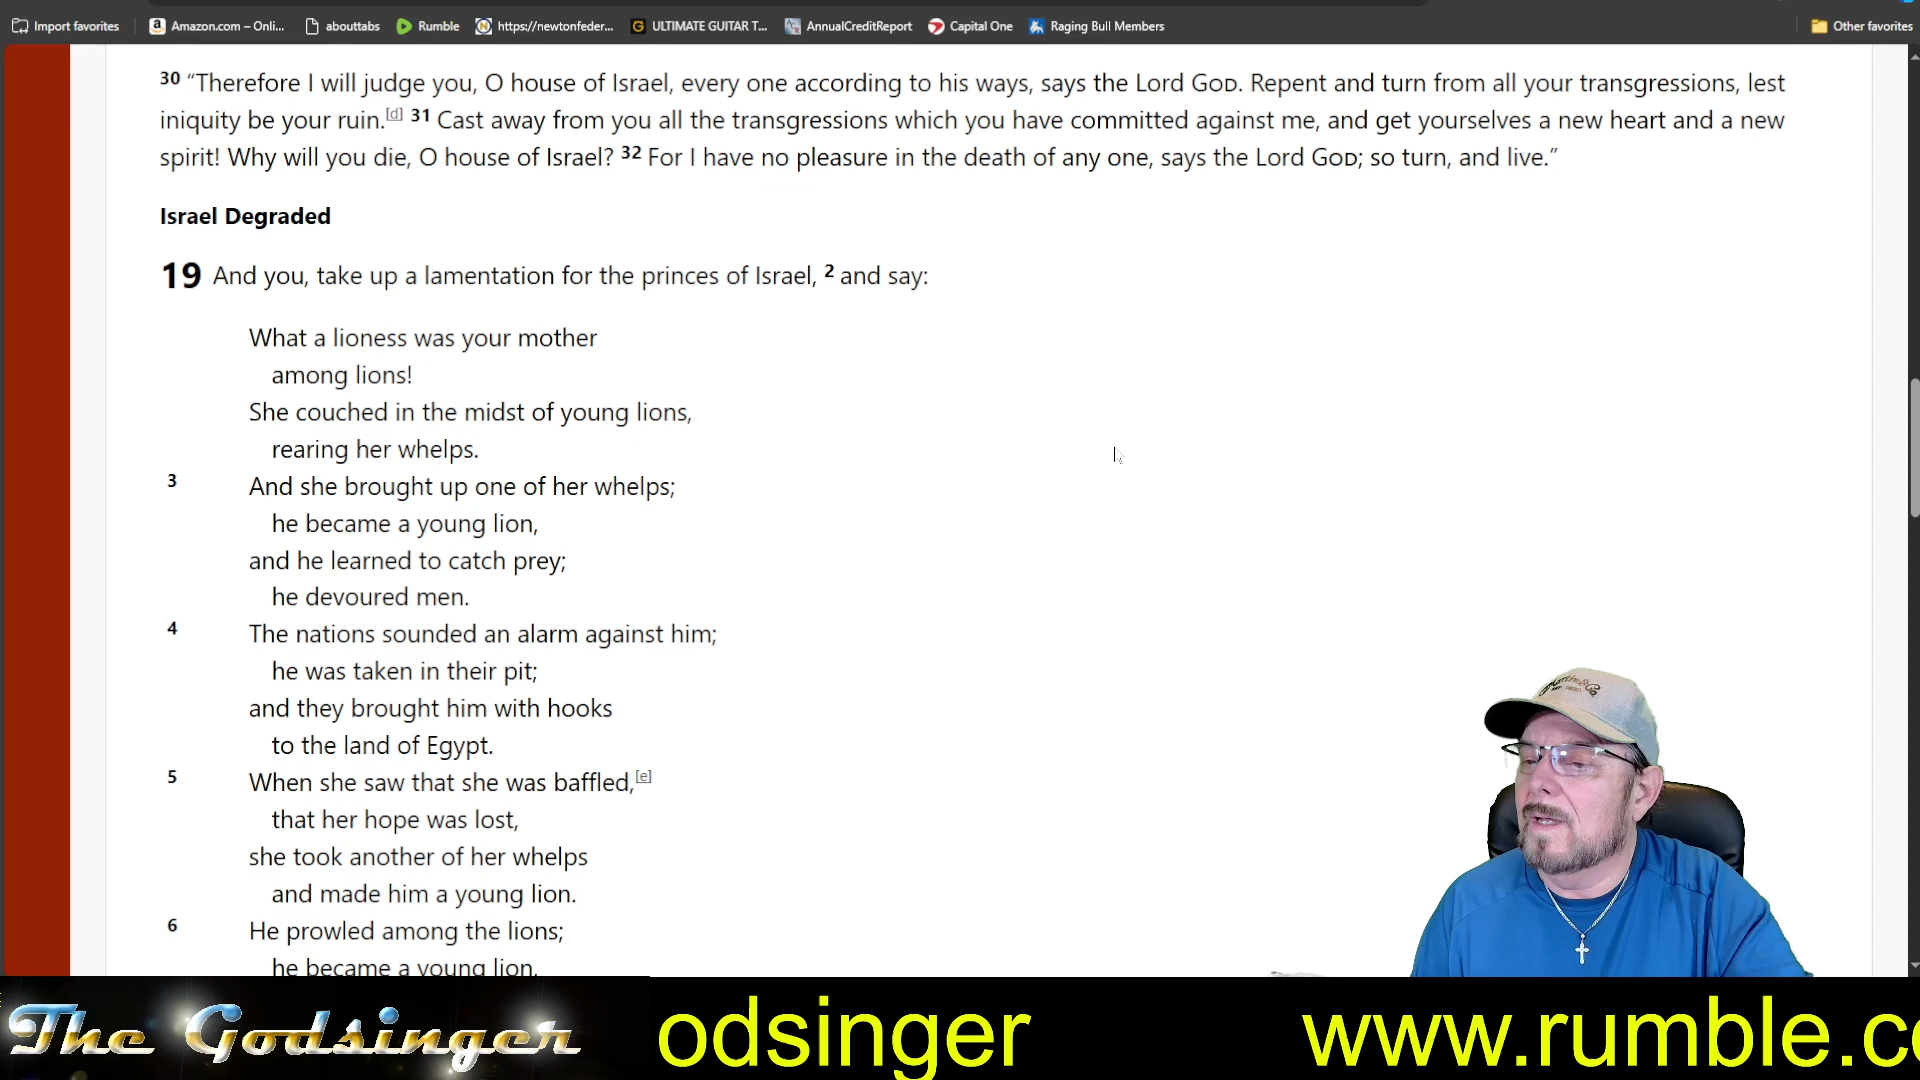 Import favorites
Amazon.com – Onli...
abouttabs
Rumble
https://newtonfeder...
ULTIMATE GUITAR T...
AnnualCreditReport
Capital One
Raging Bull Members
Other favorites
30 “Therefore I will judge you, O house of Israel, every one according to his ways, says the Lord GOD. Repent and turn from all your transgressions, lest
iniquity be your ruin.[d] 31 Cast away from you all the transgressions which you have committed against me, and get yourselves a new heart and a new
spirit! Why will you die, O house of Israel? 32 For I have no pleasure in the death of any one, says the Lord GOD; so turn, and live.”
Israel Degraded
19 And you, take up a lamentation for the princes of Israel, 2 and say:
What a lioness was your mother
among lions!
She couched in the midst of young lions,
rearing her whelps.
3 And she brought up one of her whelps;
he became a young lion,
and he learned to catch prey;
he devoured men.
4 The nations sounded an alarm against him;
he was taken in their pit;
and they brought him with hooks
to the land of Egypt.
5 When she saw that she was baffled,[e]
that her hope was lost,
she took another of her whelps
and made him a young lion.
6 He prowled among the lions;
he became a young lion,
The Godsinger
odsinger
www.rumble.co